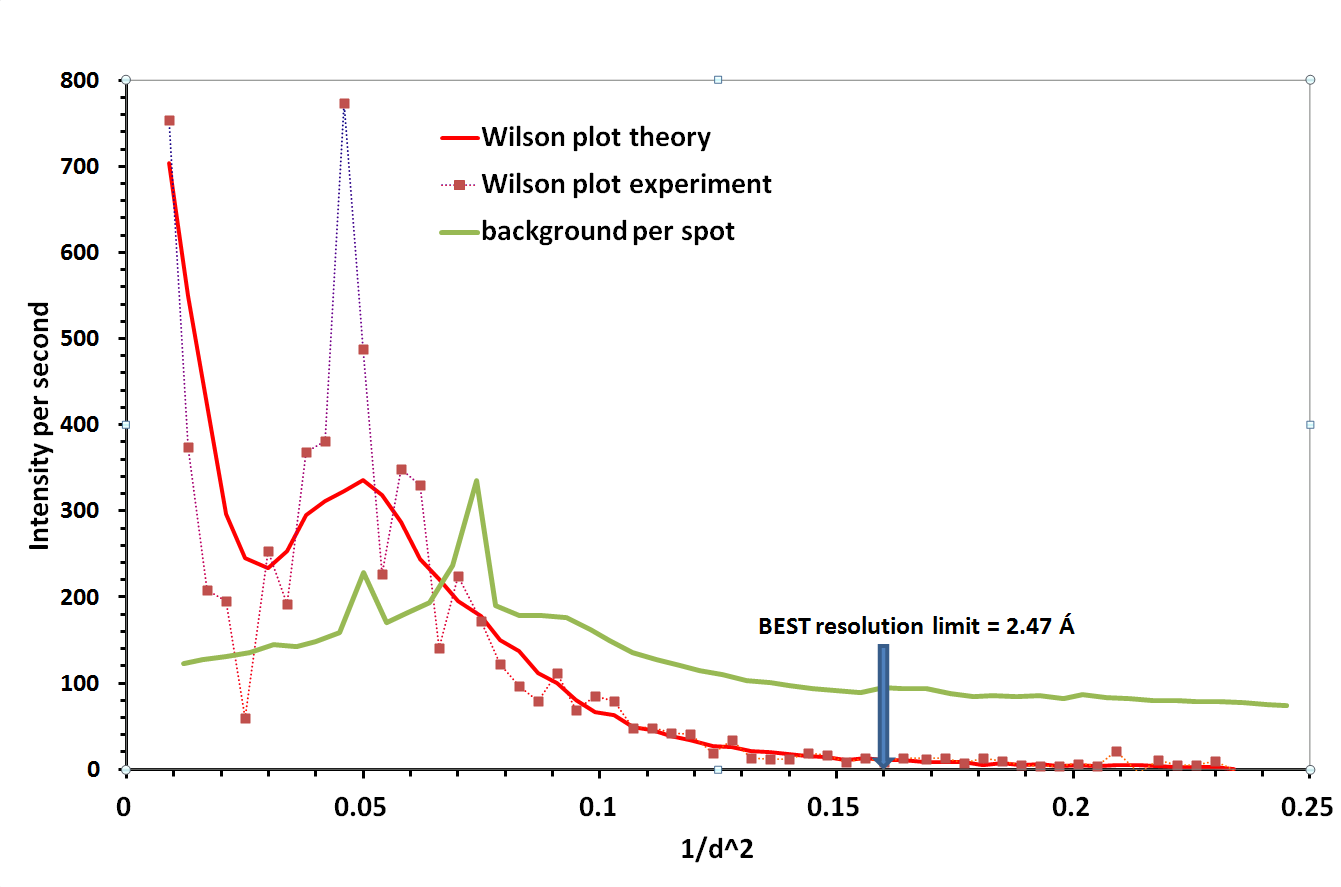 800
700
600
500
400
300
200
100
0
Intensity per second
Wilson plot theory
Wilson plot experiment
background per spot
BEST resolution limit = 2.47 Á
0 0.05 0.1 0.15 0.2 0.25
1/d^2